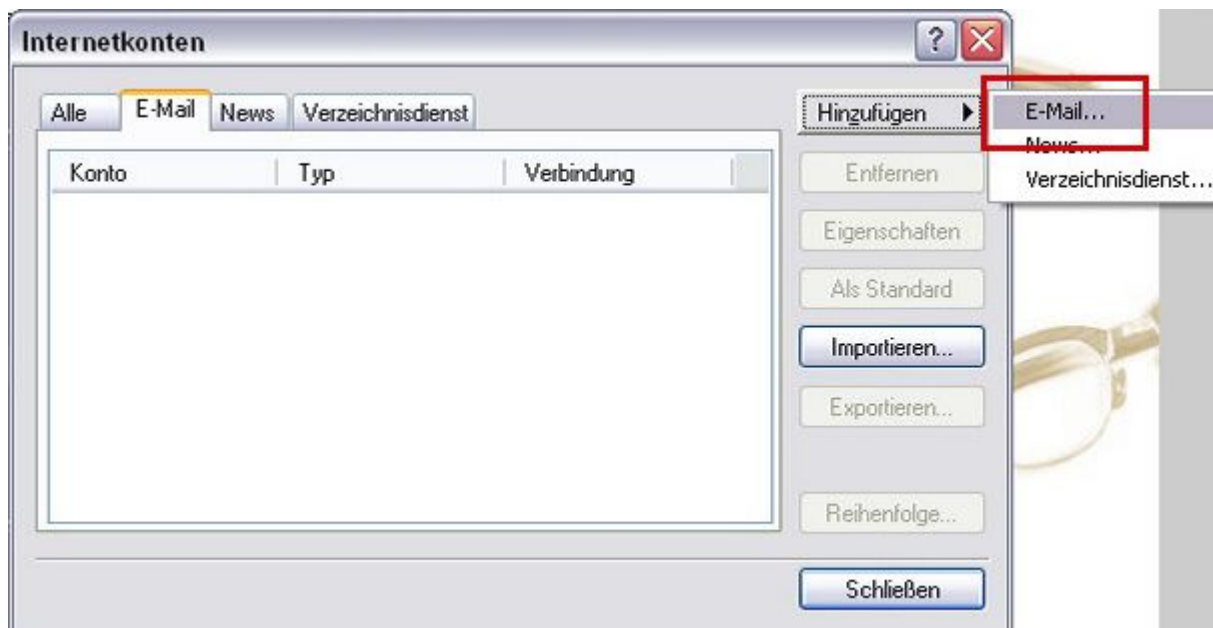 Internetkonten
Alle E-Mail News Verzeichnisdienst
Hinzufügen
E-Mail...
News...
Verzeichnisdienst...
Konto Typ Verbindung
Entfernen
Eigenschaften
Als Standard
Importieren...
Exportieren...
Reihenfolge...
Schließen